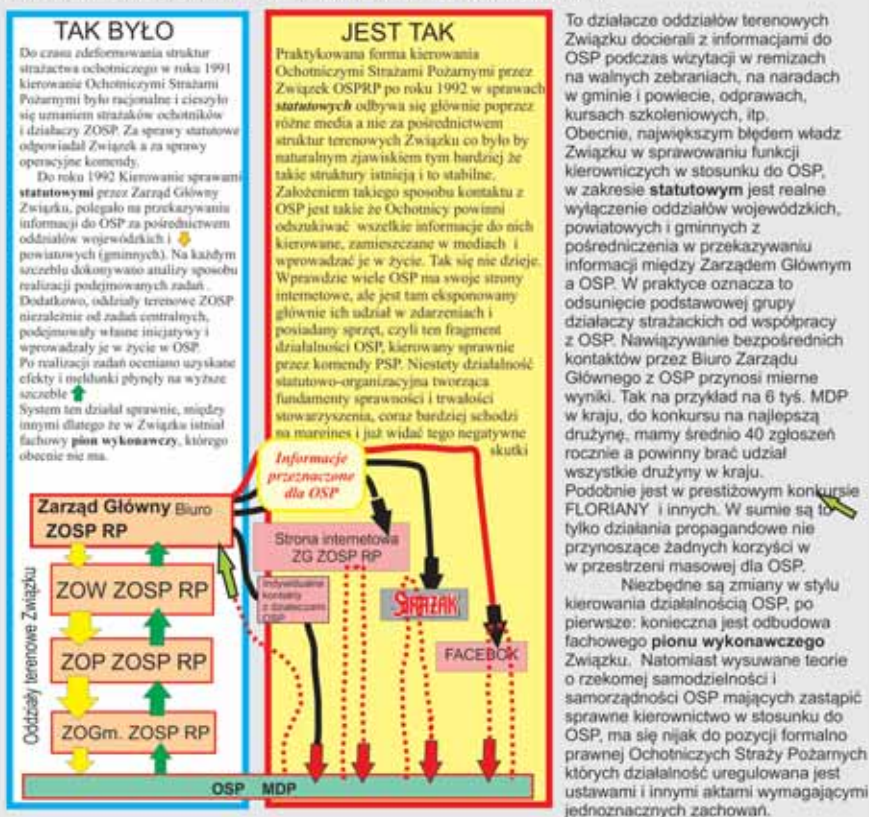 TAK BYŁO
Do czasu zdeformowania struktur
strażactwa ochotniczego w roku 1991
kierowanie Ochotniczymi Strażami
Pożarnymi było racjonalne i cieszyło
się uznaniem strażaków ochotników
i działaczy ZOSP. Za sprawy statutowe
odpowiadał Związek a za sprawy
operacyjne komendy.
Do roku 1992 Kierowanie sprawami
statutowymi przez Zarząd Główny
Związku, polegało na przekazywaniu
informacji do OSP za pośrednictwem
oddziałów wojewódzkich i
powiatowych (gminnych). Na każdym
szczeblu dokonywano analizy sposobu
realizacji podejmowanych zadań .
Dodatkowo, oddziały terenowe ZOSP
niezależnie od zadań centralnych,
podejmowały własne inicjatywy i
wprowadzały je w życie w OSP.
Po realizacji zadań oceniano uzyskane
efekty i meldunki płynęły na wyższe
szczeble
System ten działał sprawnie, między
innymi dlatego że w Związku istniał
fachowy pion wykonawczy, którego
obecnie nie ma.
JEST TAK
Praktykowana forma kierowania
Ochotniczymi Strażami Pożarnymi przez
Związek OSPRP po roku 1992 w sprawach
statutowych odbywa się głównie poprzez
różne media a nie za pośrednictwem
struktur terenowych Związku co było by
naturalnym zjawiskiem tym bardziej że
takie struktury istnieją i to stabilne.
Założeniem takiego sposobu kontaktu z
OSP jest takie że Ochotnicy powinni
odszukiwać wszelkie informacje do nich
kierowane, zamieszczane w mediach i
wprowadzać je w życie. Tak się nie dzieje.
Wprawdzie wiele OSP ma swoje strony
internetowe, ale jest tam eksponowany
głównie ich udział w zdarzeniach i
posiadany sprzęt, czyli ten fragment
działalności OSP, kierowany sprawnie
przez komendy PSP. Niestety działalność
statutowo-organizacyjna tworząca
fundamenty sprawności i trwałości
stowarzyszenia, coraz bardziej schodzi
na margines i już widać tego negatywne
skutki
Informacje
przeznaczone
dla OSP
Zarząd Główny Biuro
ZOSP RP
ZOW ZOSP RP
ZOP ZOSP RP
ZOGm. ZOSP RP
Oddziały terenowe Związku
Strona internetowa
ZG ZOSP RP
Indywidualne
kontakty
z działaczami
OSP
STRAŻAK
FACEBOK
OSP MDP
To działacze oddziałów terenowych
Związku docierali z informacjami do
OSP podczas wizytacji w remizach
na walnych zebraniach, na naradach
w gminie i powiecie, odprawach,
kursach szkoleniowych, itp.
Obecnie, największym błędem władz
Związku w sprawowaniu funkcji
kierowniczych w stosunku do OSP,
w zakresie statutowym jest realne
wyłączenie oddziałów wojewódzkich,
powiatowych i gminnych z
pośredniczenia w przekazywaniu
informacji między Zarządem Głównym
a OSP. W praktyce oznacza to
odsunięcie podstawowej grupy
działaczy strażackich od współpracy
z OSP. Nawiązywanie bezpośrednich
kontaktów przez Biuro Zarządu
Głównego z OSP przynosi mierne
wyniki. Tak na przykład na 6 tyś. MDP
w kraju, do konkursu na najlepszą
drużynę, mamy średnio 40 zgłoszeń
rocznie a powinny brać udział
wszystkie drużyny w kraju.
Podobnie jest w prestiżowym konkursie
FLORIANY i innych. W sumie są to
tylko działania propagandowe nie
przynoszące żadnych korzyści w
w przestrzeni masowej dla OSP.
Niezbędne są zmiany w stylu
kierowania działalnością OSP, po
pierwsze: konieczna jest odbudowa
fachowego pionu wykonawczego
Związku. Natomiast wysuwane teorie
o rzekomej samodzielności i
samorządności OSP mających zastąpić
sprawne kierownictwo w stosunku do
OSP, ma się nijak do pozycji formalno
prawnej Ochotniczych Straży Pożarnych
których działalność uregulowana jest
ustawami i innymi aktami wymagającymi
jednoznacznych zachowań.